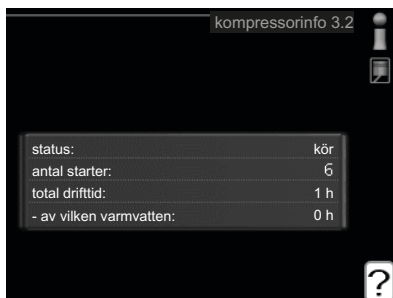 kompressorinfo 3.2
status: kör
antal starter: 6
total drifttid: 1 h
- av vilken varmvatten: 0 h
?